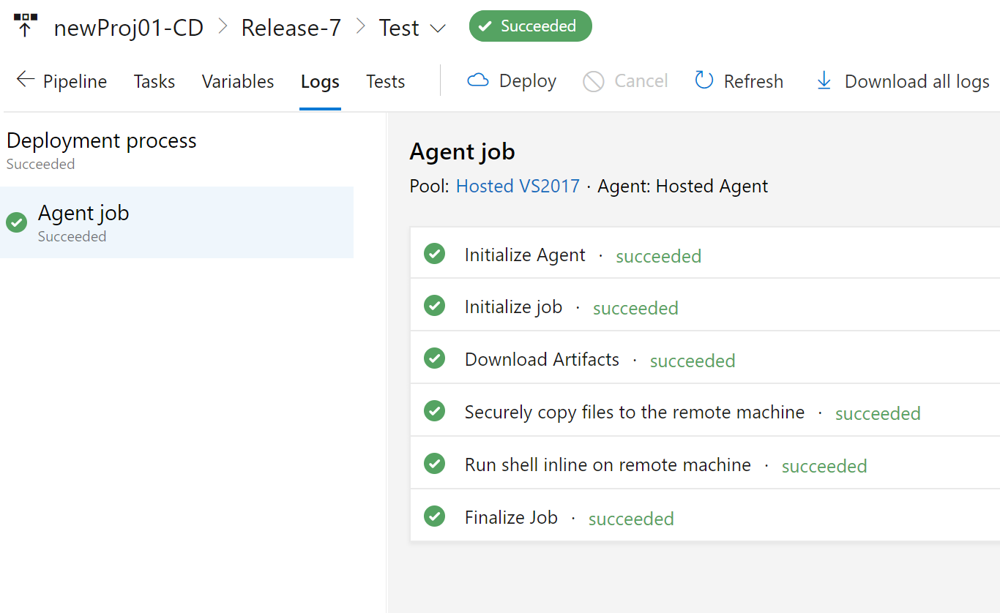 newProj01-CD > Release-7 > Test Succeeded
Pipeline Tasks Variables Logs Tests Deploy Cancel Refresh Download all logs
Deployment process
Succeeded
Agent job
Succeeded
Agent job
Pool: Hosted VS2017 · Agent: Hosted Agent
Initialize Agent · succeeded
Initialize job · succeeded
Download Artifacts · succeeded
Securely copy files to the remote machine · succeeded
Run shell inline on remote machine · succeeded
Finalize Job · succeeded